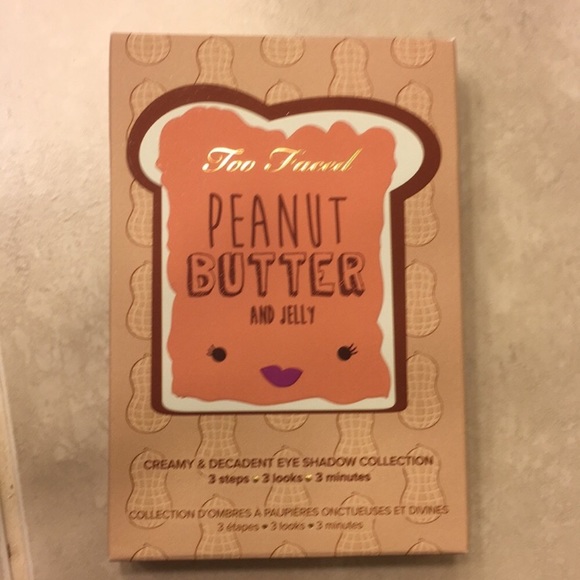 Too Faced
PEANUT
BUTTER
AND JELLY
CREAMY & DECADENT EYE SHADOW COLLECTION
3 steps ♥ 3 looks ♥ 3 minutes
COLLECTION D'OMBRES À PAUPIÈRES ONCTUEUSES ET DIVINES
3 étapes ♥ 3 looks ♥ 3 minutes